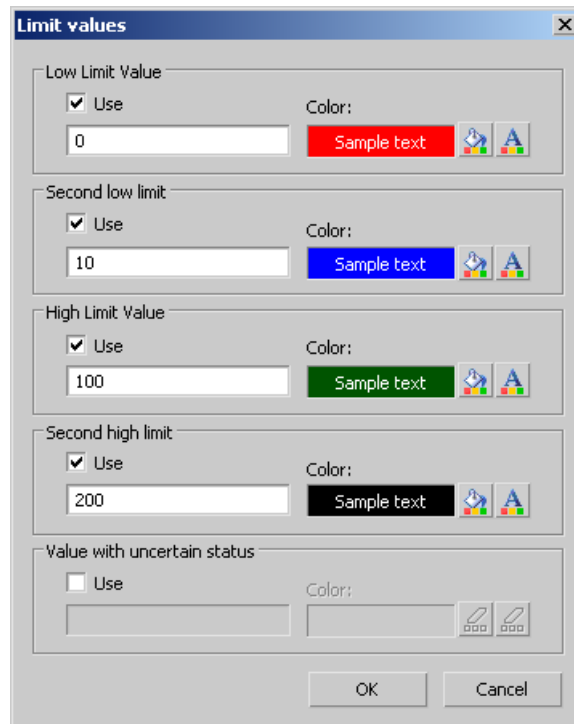 Limit values
Low Limit Value
Use
Color:
0
Sample text
A
Second low limit
Use
Color:
10
Sample text
A
High Limit Value
Use
Color:
100
Sample text
A
Second high limit
Use
Color:
200
Sample text
A
Value with uncertain status
Use
Color:
OK
Cancel